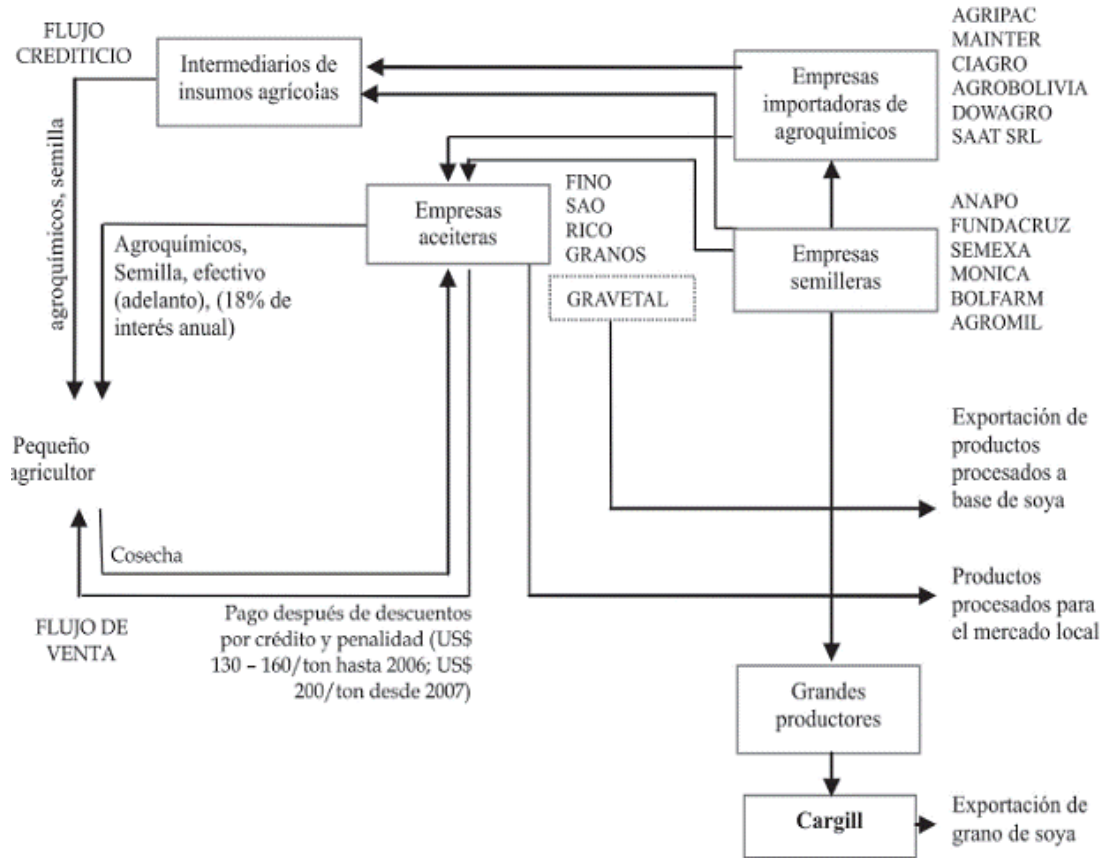 FLUJO
CREDITICIO
Intermediarios de
insumos agrícolas
Empresas
importadoras de
agroquímicos
AGRIPAC
MAINTER
CIAGRO
AGROBOLIVIA
DOWAGRO
SAAT SRL
agroquímicos, semilla
Empresas
aceiteras
FINO
SAO
RICO
GRANOS
GRAVETAL
Empresas
semilleras
ANAPO
FUNDACRUZ
SEMEXA
MONICA
BOLFARM
AGROMIL
Agroquímicos,
Semilla, efectivo
(adelanto), (18% de
interés anual)
Pequeño
agricultor
Exportación de
productos
procesados a
base de soya
Cosecha
Productos
procesados para
el mercado local
FLUJO DE
VENTA
Pago después de descuentos
por crédito y penalidad (US$
130 – 160/ton hasta 2006; US$
200/ton desde 2007)
Grandes
productores
Cargill
Exportación de
grano de soya